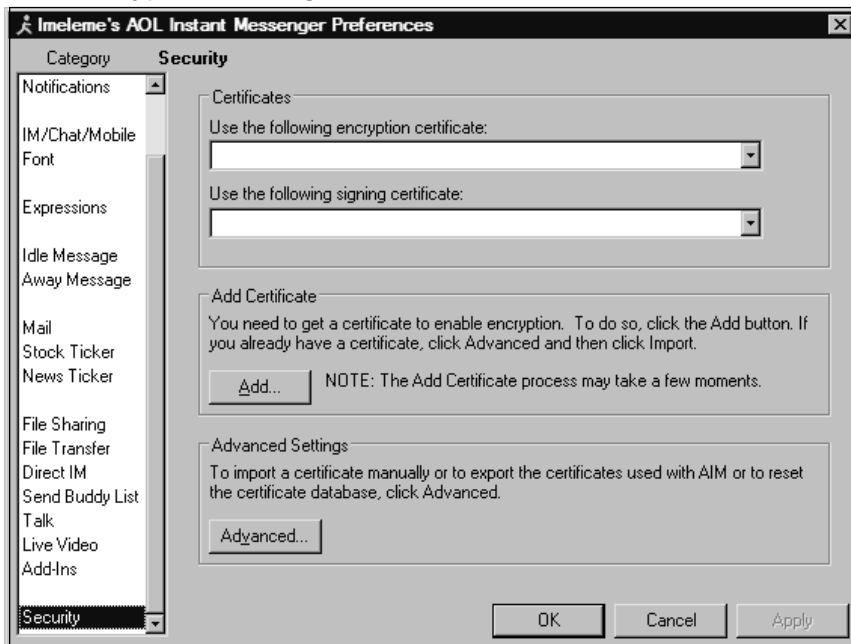 Imeleme's AOL Instant Messenger Preferences
Category
Security
Notifications
IM/Chat/Mobile
Font
Expressions
Idle Message
Away Message
Mail
Stock Ticker
News Ticker
File Sharing
File Transfer
Direct IM
Send Buddy List
Talk
Live Video
Add-Ins
Security
Certificates
Use the following encryption certificate:
Use the following signing certificate:
Add Certificate
You need to get a certificate to enable encryption. To do so, click the Add button. If
you already have a certificate, click Advanced and then click Import.
Add...
NOTE: The Add Certificate process may take a few moments.
Advanced Settings
To import a certificate manually or to export the certificates used with AIM or to reset
the certificate database, click Advanced.
Advanced...
OK
Cancel
Apply